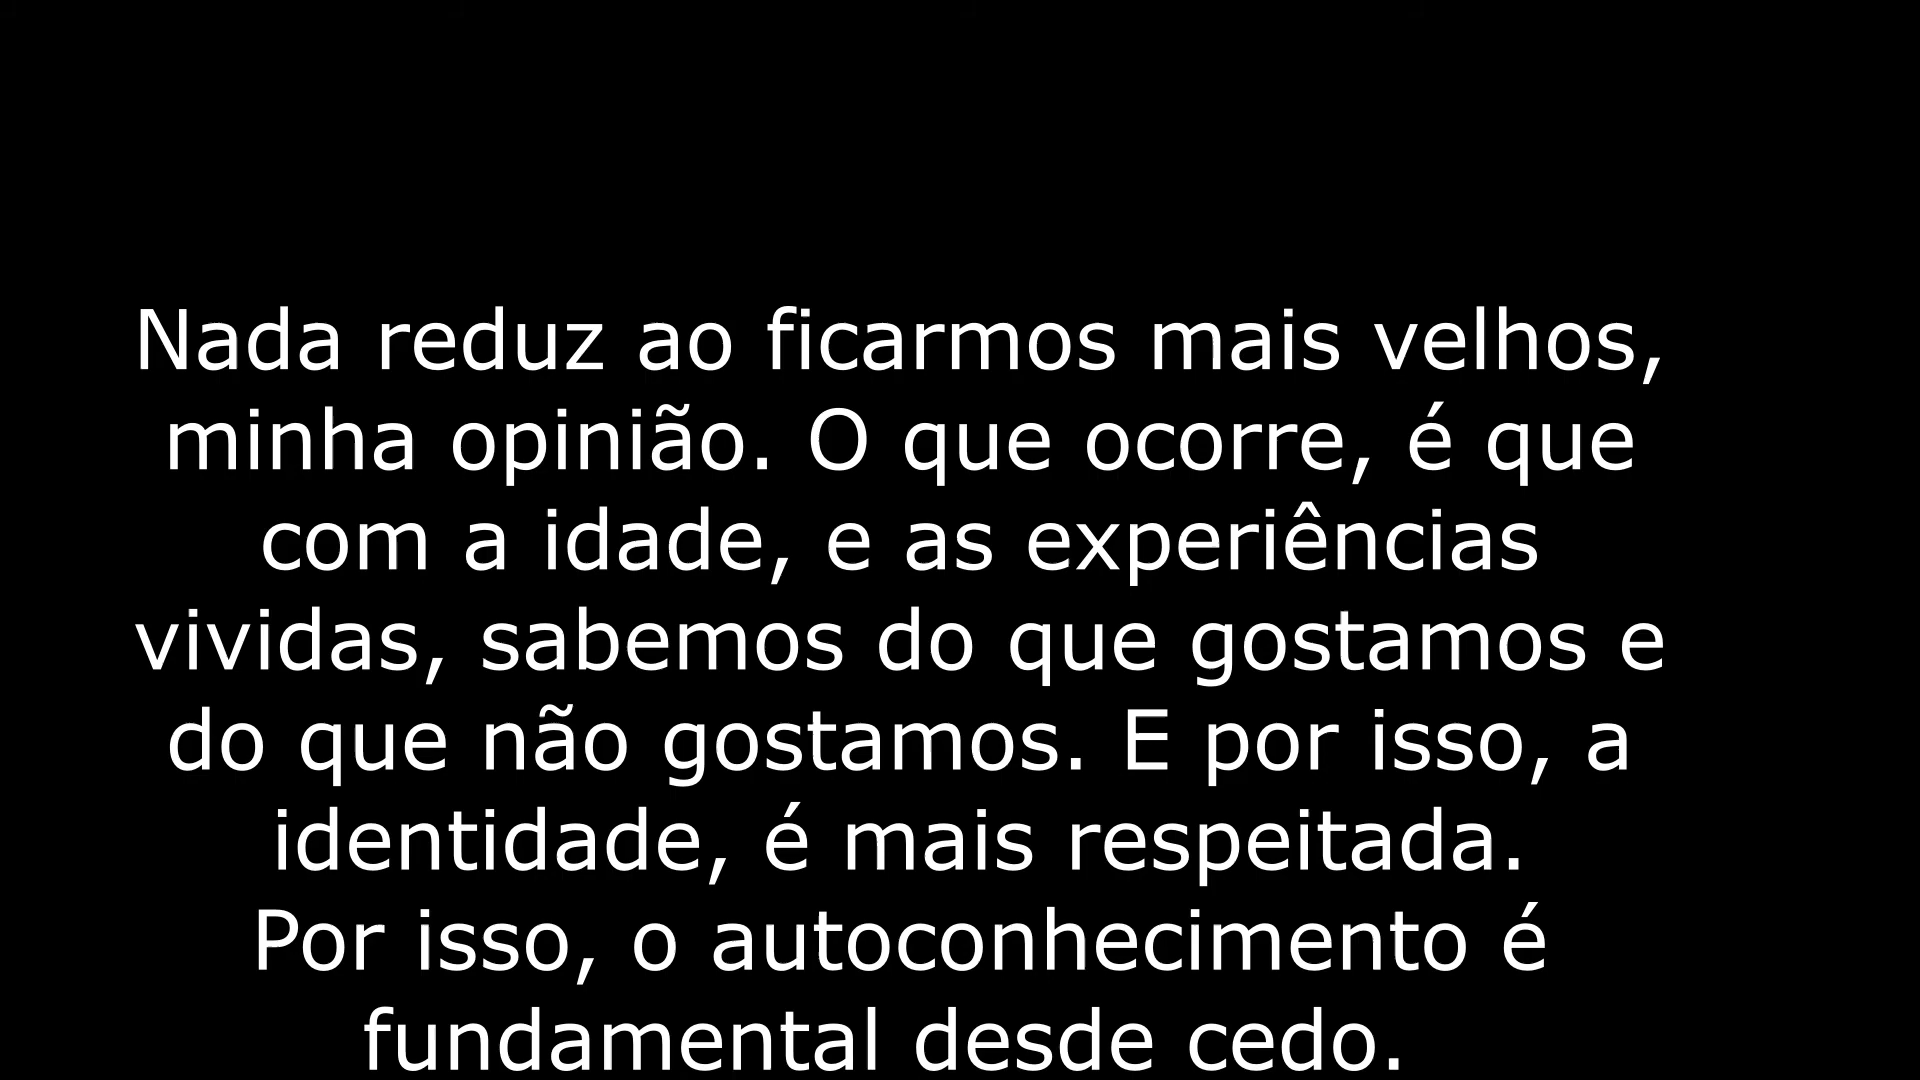 Nada reduz ao ficarmos mais velhos,
minha opinião. O que ocorre, é que
com a idade, e as experiências
vividas, sabemos do que gostamos e
do que não gostamos. E por isso, a
identidade, é mais respeitada.
Por isso, o autoconhecimento é
fundamental desde cedo.